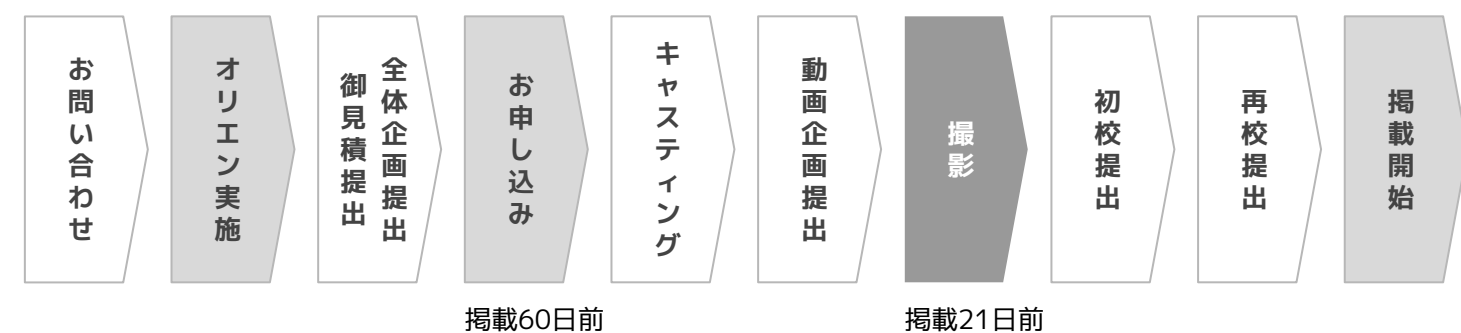 お問い合わせ
オリエン実施
全体企画提出
御見積提出
お申し込み
キャスティング
動画企画提出
撮影
初校提出
再校提出
掲載開始
掲載60日前
掲載21日前